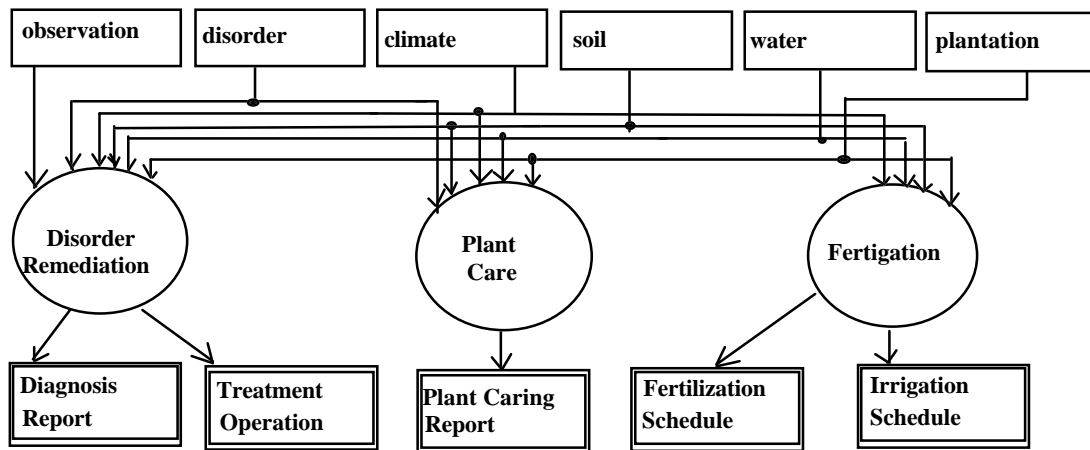 observation
disorder
climate
soil
water
plantation
Disorder
Remediation
Plant
Care
Fertigation
Diagnosis
Report
Treatment
Operation
Plant Caring
Report
Fertilization
Schedule
Irrigation
Schedule